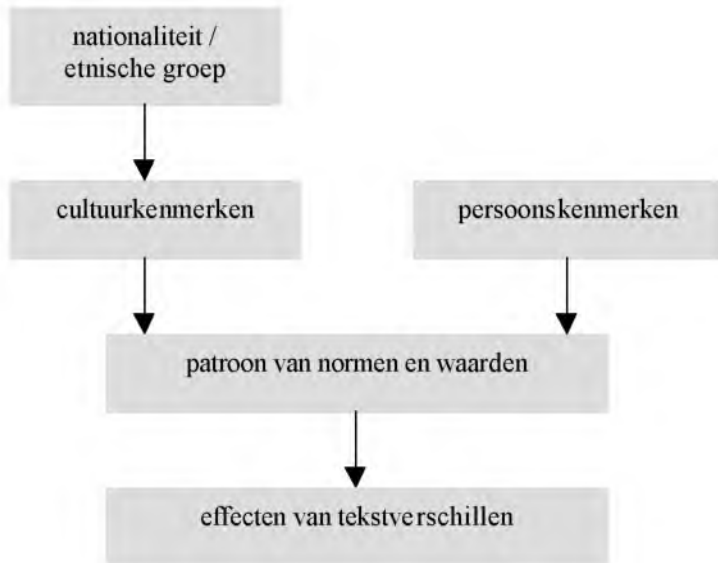 nationaliteit /
etnische groep
cultuurkenmerken
persoonskenmerken
patroon van normen en waarden
effecten van tekstverschillen